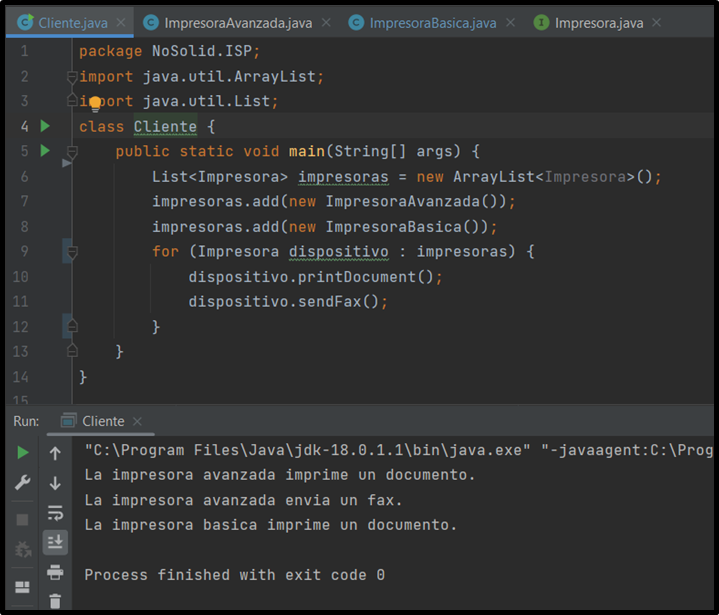 Cliente.java ImpresoraAvanzada.java ImpresoraBasica.java Impresora.java
1 package NoSolid.ISP;
2 import java.util.ArrayList;
3 import java.util.List;
4 class Cliente {
5 public static void main(String[] args) {
6 List<Impresora> impresoras = new ArrayList<Impresora>();
7 impresoras.add(new ImpresoraAvanzada());
8 impresoras.add(new ImpresoraBasica());
9 for (Impresora dispositivo : impresoras) {
10 dispositivo.printDocument();
11 dispositivo.sendFax();
12 }
13 }
14 }
15
Run: Cliente
"C:\Program Files\Java\jdk-18.0.1.1\bin\java.exe" "-javaagent:C:\Prog
La impresora avanzada imprime un documento.
La impresora avanzada envia un fax.
La impresora basica imprime un documento.
Process finished with exit code 0